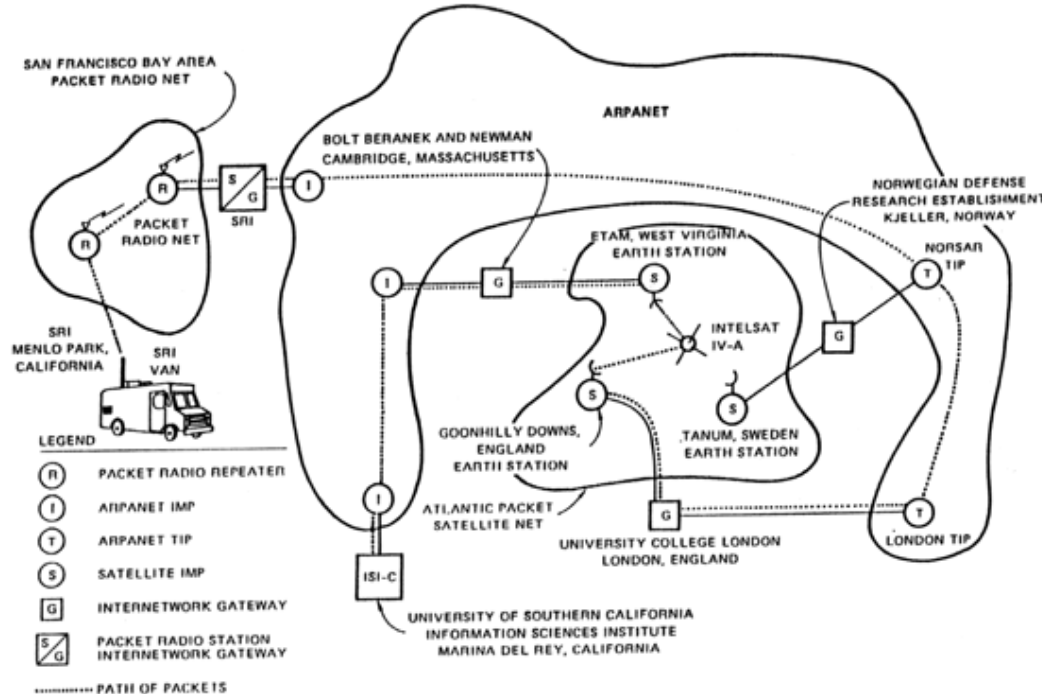 SAN FRANCISCO BAY AREA
PACKET RADIO NET
ARPANET
BOLT BERANEK AND NEWMAN
CAMBRIDGE, MASSACHUSETTS
R
S
G
SRI
I
PACKET
RADIO NET
R
NORWEGIAN DEFENSE
RESEARCH ESTABLISHMENT
KJELLER, NORWAY
NORSAR
TIP
T
ETAM, WEST VIRGINIA
EARTH STATION
I
G
S
INTELSAT
IV-A
G
SRI
MENLO PARK,
CALIFORNIA
SRI
VAN
S
S
GOONHILLY DOWNS,
ENGLAND
EARTH STATION
TANUM, SWEDEN
EARTH STATION
ATLANTIC PACKET
SATELLITE NET
I
G
T
UNIVERSITY COLLEGE LONDON
LONDON, ENGLAND
LONDON TIP
ISI-C
UNIVERSITY OF SOUTHERN CALIFORNIA
INFORMATION SCIENCES INSTITUTE
MARINA DEL REY, CALIFORNIA
LEGEND
R PACKET RADIO REPEATER
I ARPANET IMP
T ARPANET TIP
S SATELLITE IMP
G INTERNETWORK GATEWAY
S/G PACKET RADIO STATION
INTERNETWORK GATEWAY
PATH OF PACKETS